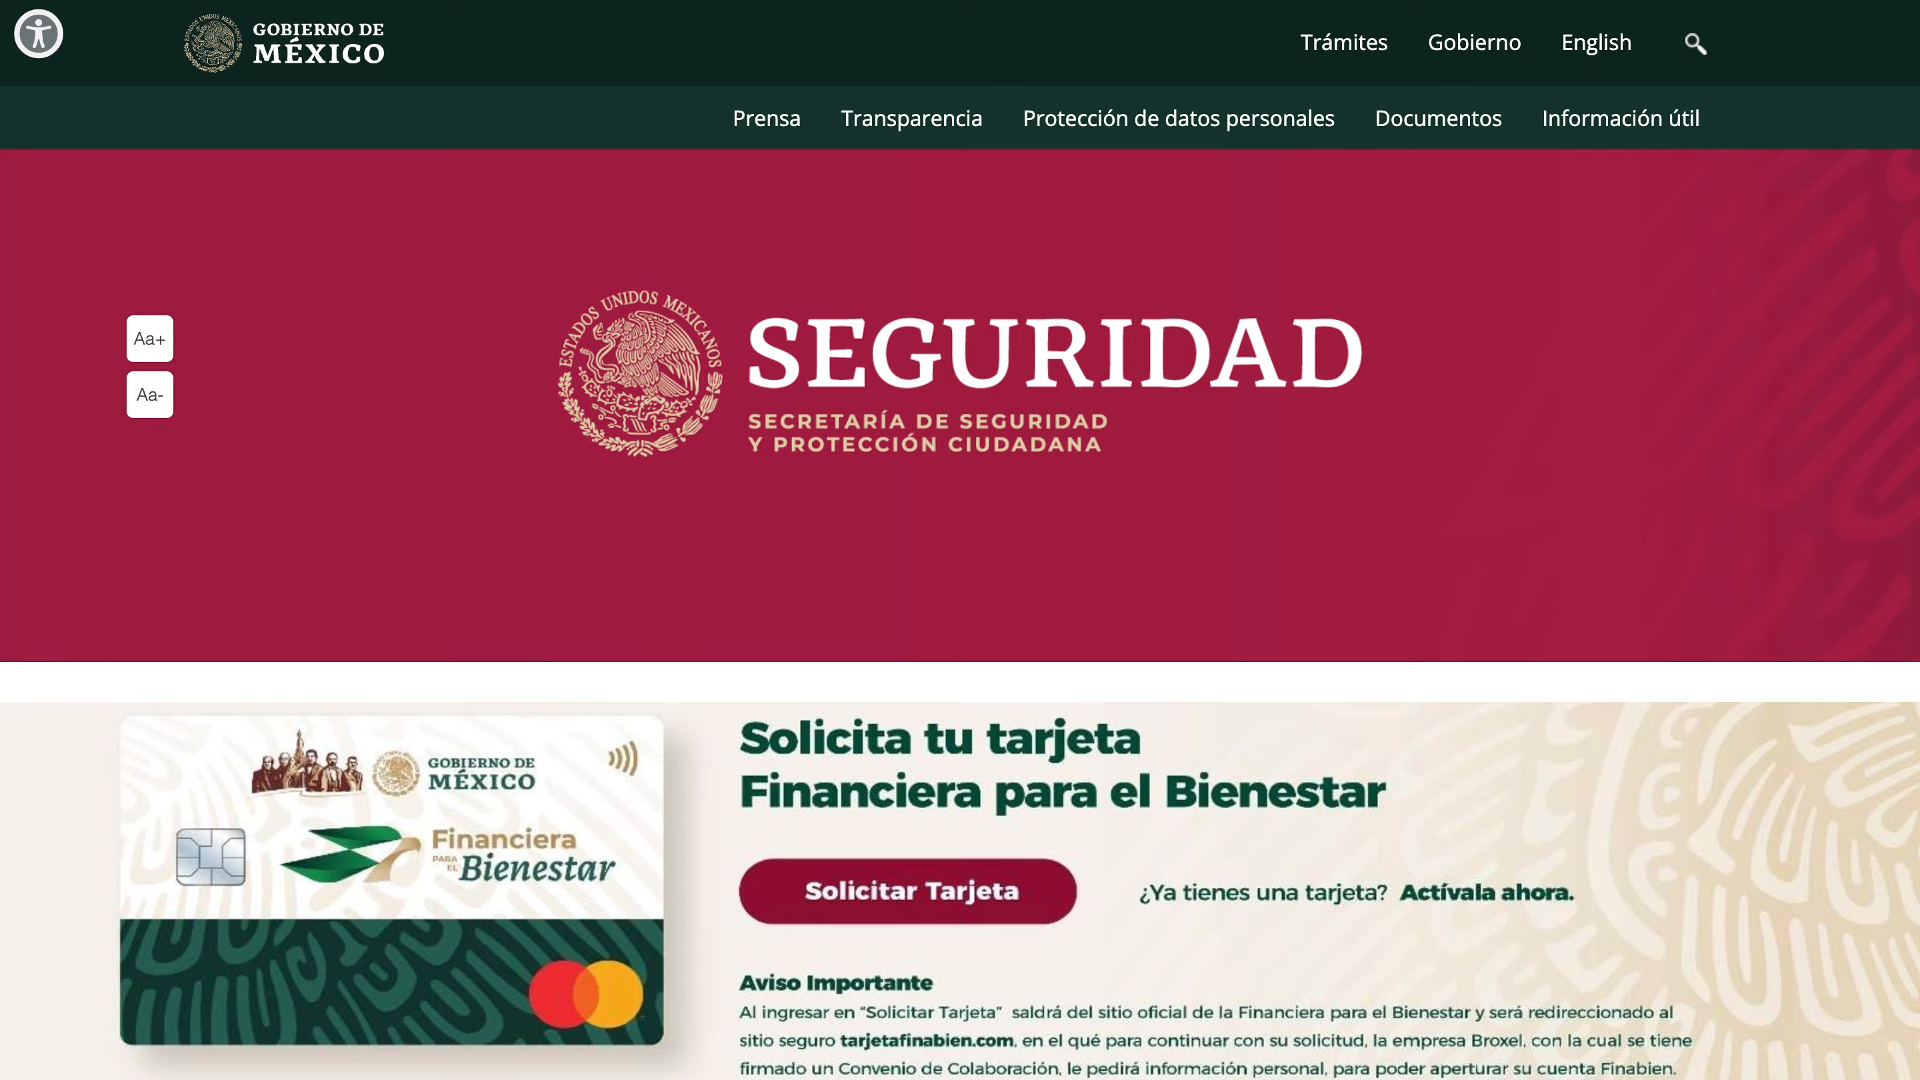 GOBIERNO DE
MÉXICO
Trámites
Gobierno
English
Prensa
Transparencia
Protección de datos personales
Documentos
Información útil
Aa+
Aa-
ESTADOS UNIDOS MEXICANOS
SEGURIDAD
SECRETARÍA DE SEGURIDAD
Y PROTECCIÓN CIUDADANA
GOBIERNO DE
MÉXICO
Financiera
PARA EL
Bienestar
Solicita tu tarjeta
Financiera para el Bienestar
Solicitar Tarjeta
¿Ya tienes una tarjeta? Actívala ahora.
Aviso Importante
Al ingresar en “Solicitar Tarjeta” saldrá del sitio oficial de la Financiera para el Bienestar y será redireccionado al
sitio seguro tarjetafinabien.com, en el qué para continuar con su solicitud, la empresa Broxel, con la cual se tiene
firmado un Convenio de Colaboración, le pedirá información personal, para poder aperturar su cuenta Finabien.